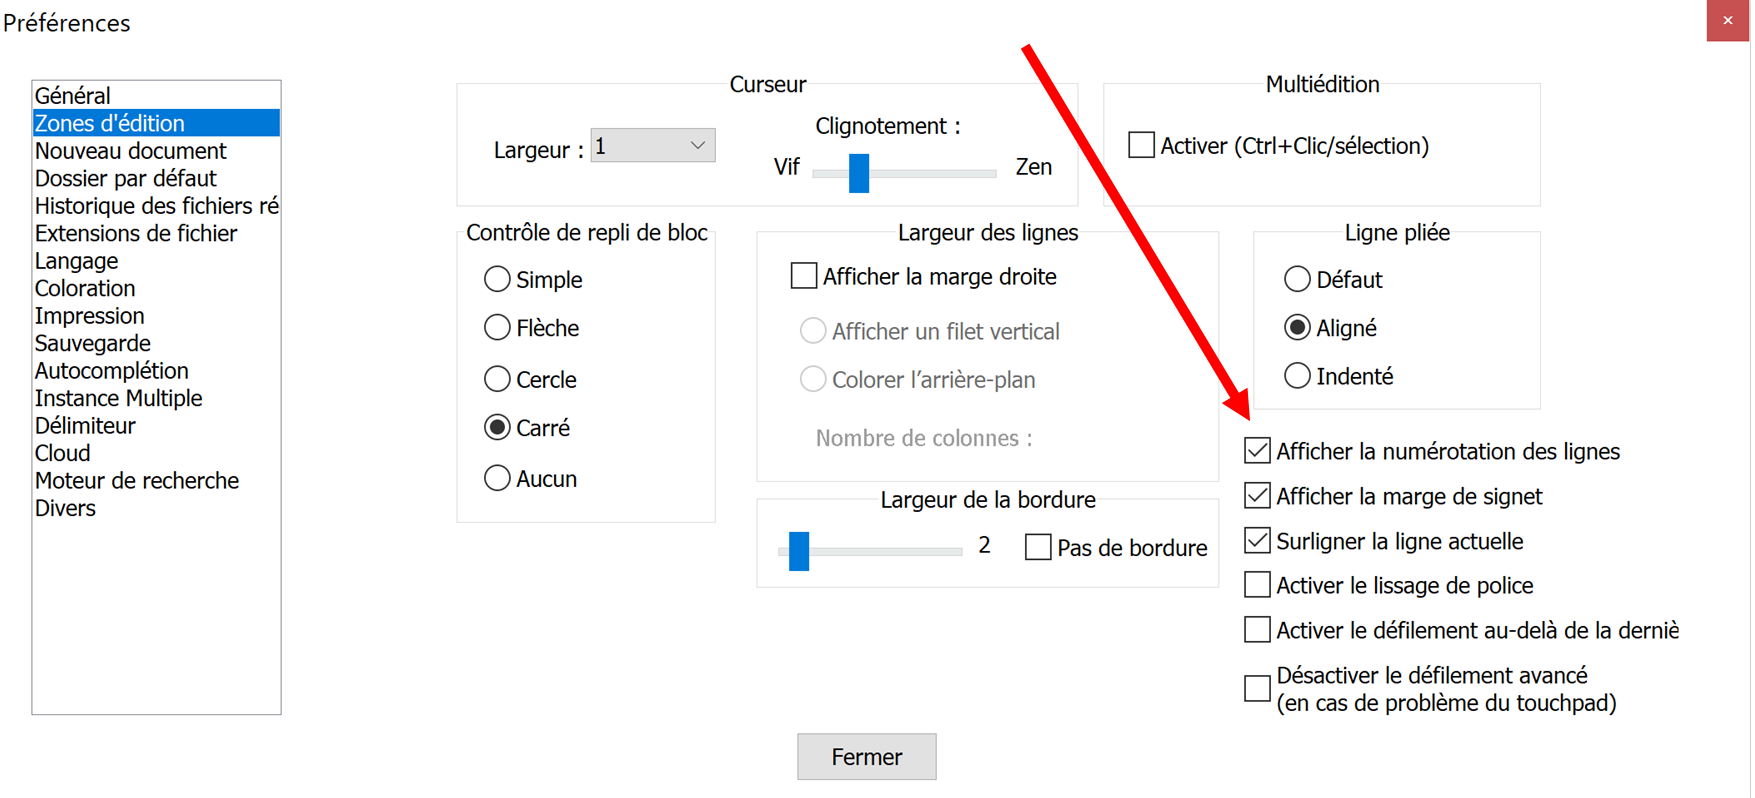 Préférences
Général
Zones d'édition
Nouveau document
Dossier par défaut
Historique des fichiers ré
Extensions de fichier
Langage
Coloration
Impression
Sauvegarde
Autocomplétion
Instance Multiple
Délimiteur
Cloud
Moteur de recherche
Divers
Curseur
Largeur :
1
Clignotement :
Vif
Zen
Multiédition
Activer (Ctrl+Clic/sélection)
Contrôle de repli de bloc
Simple
Flèche
Cercle
Carré
Aucun
Largeur des lignes
Afficher la marge droite
Afficher un filet vertical
Colorer l’arrière-plan
Nombre de colonnes :
Largeur de la bordure
2
Pas de bordure
Ligne pliée
Défaut
Aligné
Indenté
Afficher la numérotation des lignes
Afficher la marge de signet
Surligner la ligne actuelle
Activer le lissage de police
Activer le défilement au-delà de la derniè
Désactiver le défilement avancé
(en cas de problème du touchpad)
Fermer